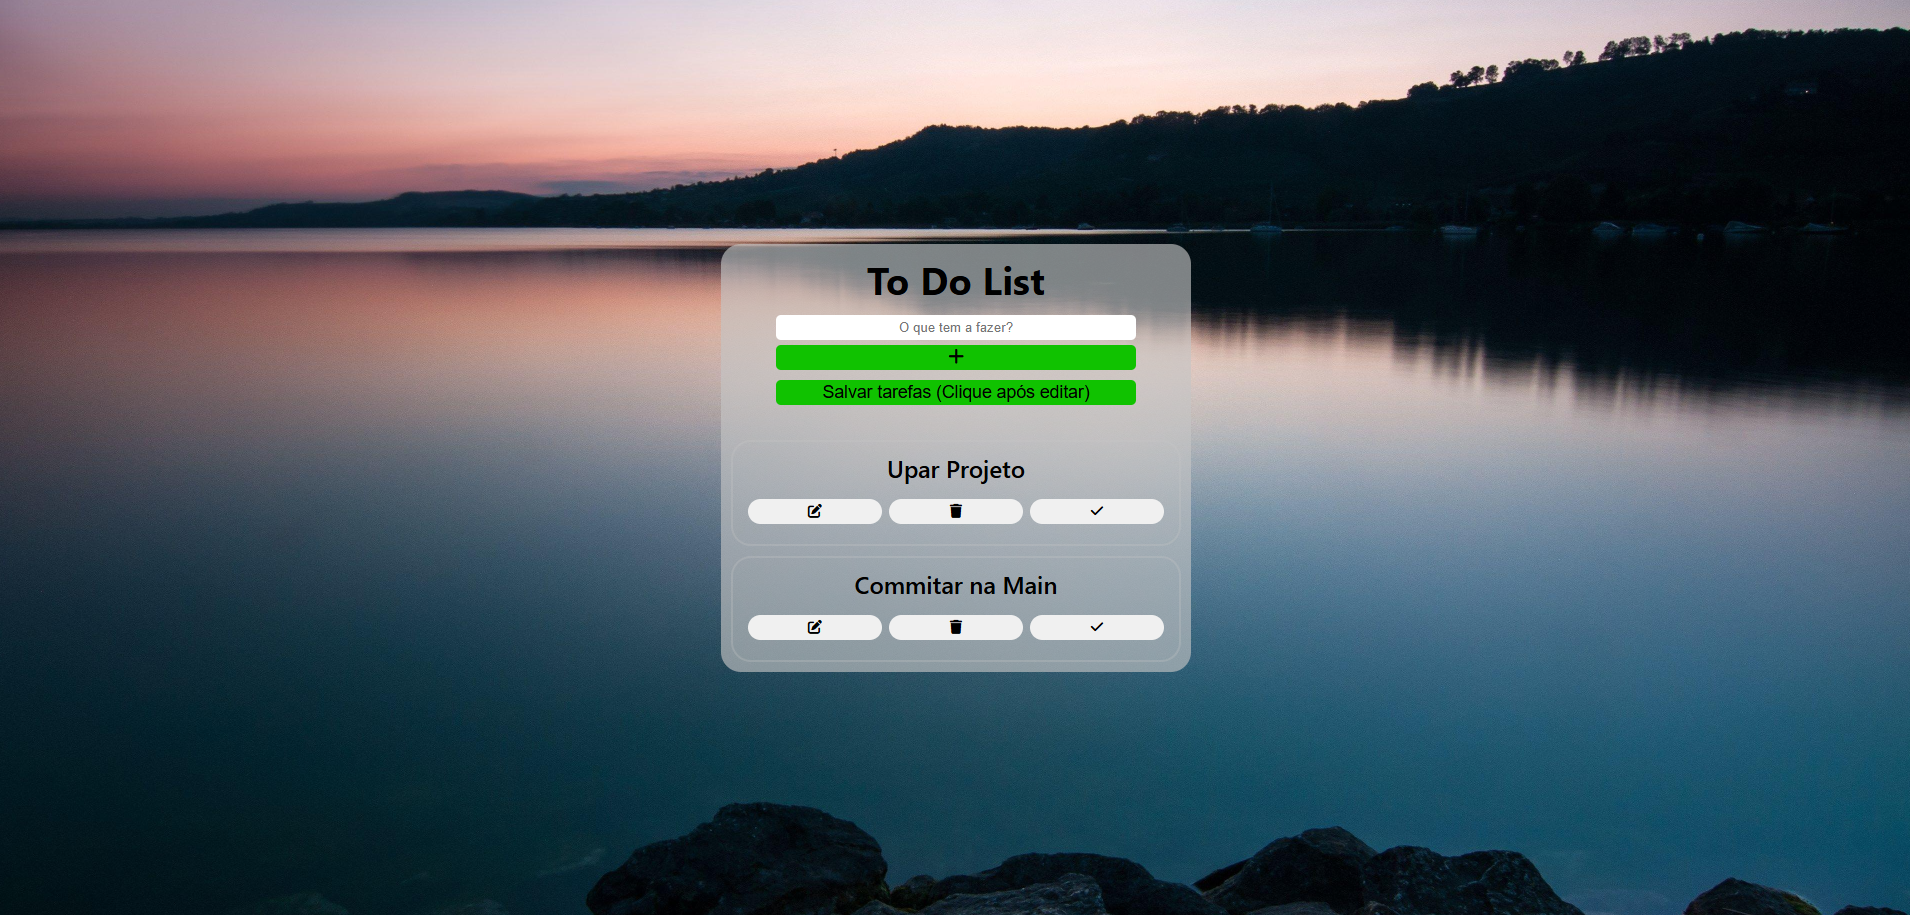 To Do List
O que tem a fazer?
Salvar tarefas (Clique após editar)
Upar Projeto
Commitar na Main